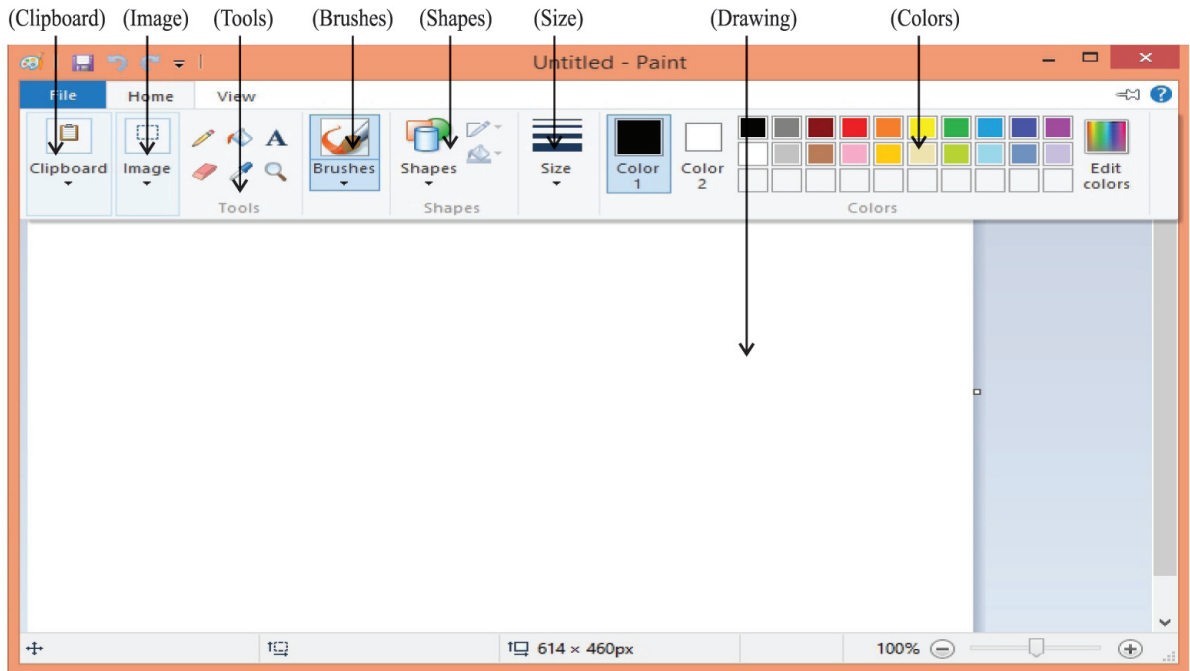 (Clipboard) (Image) (Tools) (Brushes) (Shapes) (Size) (Drawing) (Colors)
Untitled - Paint
File Home View
Clipboard Image A Brushes Shapes Size Color 1 Color 2 Edit colors
Tools Shapes Colors
614 × 460px 100%